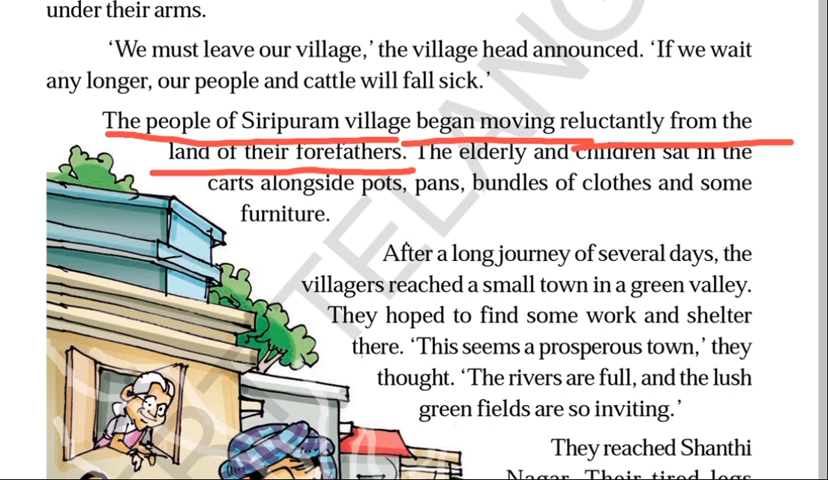 under their arms.
‘We must leave our village,’ the village head announced. ‘If we wait
any longer, our people and cattle will fall sick.’
The people of Siripuram village began moving reluctantly from the
land of their forefathers. The elderly and children sat in the
carts alongside pots, pans, bundles of clothes and some
furniture.
After a long journey of several days, the
villagers reached a small town in a green valley.
They hoped to find some work and shelter
there. ‘This seems a prosperous town,’ they
thought. ‘The rivers are full, and the lush
green fields are so inviting.’
They reached Shanthi
Nagar. Their tired legs